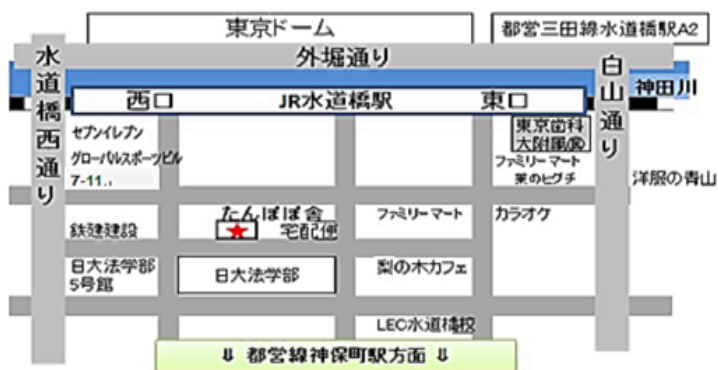 東京ドーム
都営三田線水道橋駅A2
外堀通り
水道橋西通り
白山通り
神田川
西口
JR水道橋駅
東口
セブンイレブン
グローバルスポーツビル
7-11
東京歯科
大附属
ファミリーマート
薬のヒグチ
洋服の青山
鉄建建設
たんぽぽ舎
宅配便
ファミリーマート
カラオケ
日大法学部
5号館
日大法学部
梨の木カフェ
LEC水道橋校
⇓ 都営線神保町駅方面 ⇓